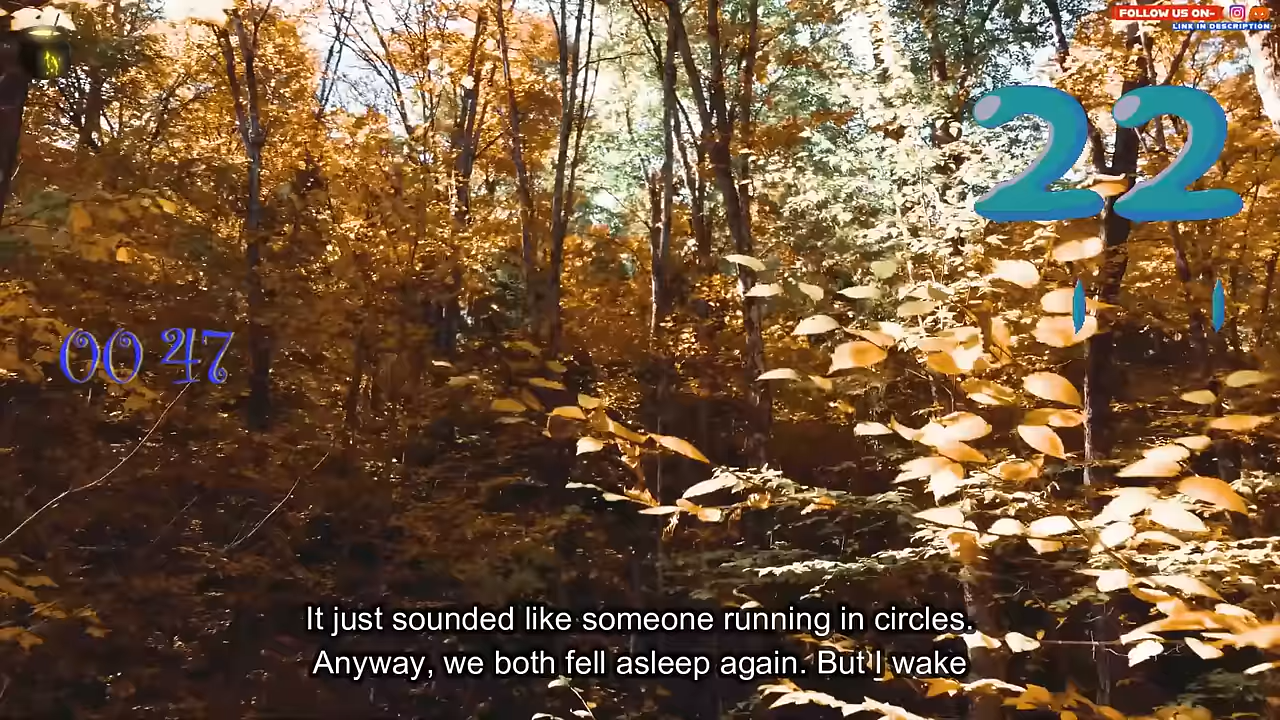 FOLLOW US ON-
LINK IN DESCRIPTION
22
00 47
It just sounded like someone running in circles.
Anyway, we both fell asleep again. But I wake